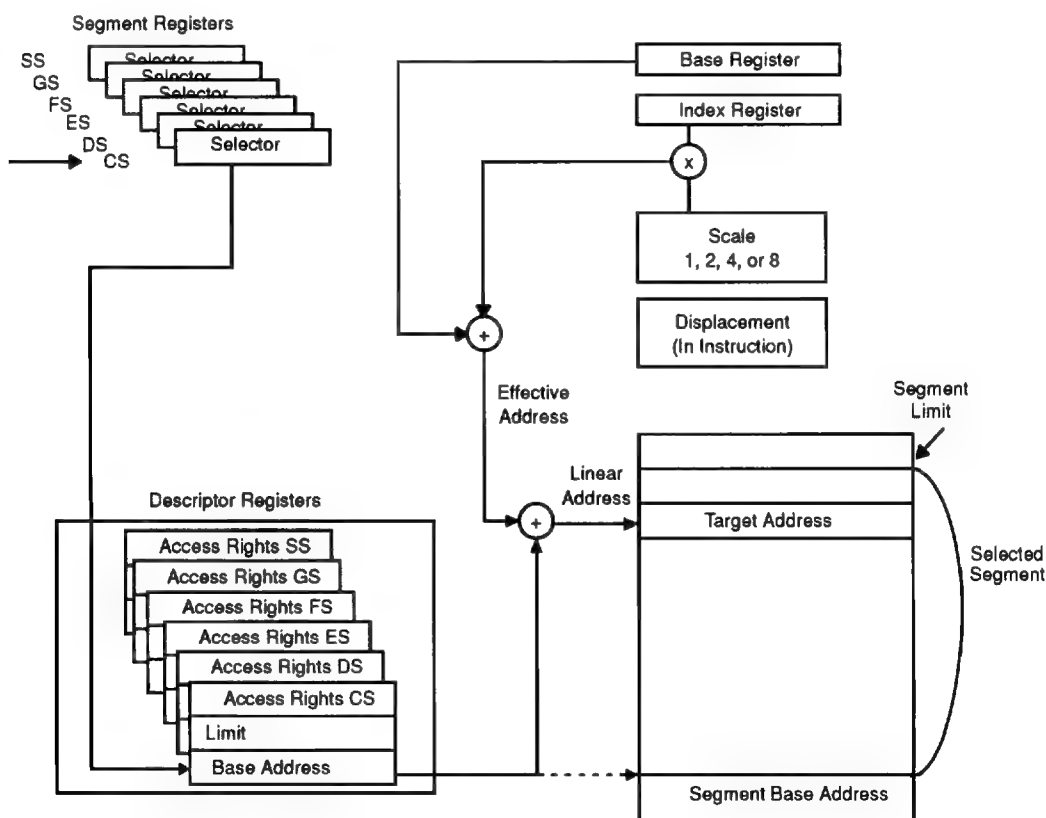 Segment Registers
SS
GS
FS
ES
DS
CS
Selector
Selector
Selector
Selector
Selector
Selector
Base Register
Index Register
x
Scale
1, 2, 4, or 8
+
Displacement
(In Instruction)
Effective
Address
Segment
Limit
Linear
Address
+
Target Address
Selected
Segment
Descriptor Registers
Access Rights SS
Access Rights GS
Access Rights FS
Access Rights ES
Access Rights DS
Access Rights CS
Limit
Base Address
Segment Base Address